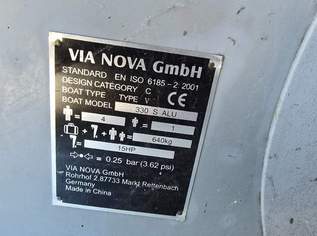 VIA NOVA GmbH
STANDARD EN ISO 6185-2:2001
DESIGN CATEGORY C
BOAT TYPE TYPE V CE
BOAT MODEL 330 S ALU
= 4 = 1
+ + = 640kg
= 15HP
= 0.25 bar (3.62 psi)
VIA NOVA GmbH
Rohrhof 2.87733 Markt Rettenbach
Germany
Made in China